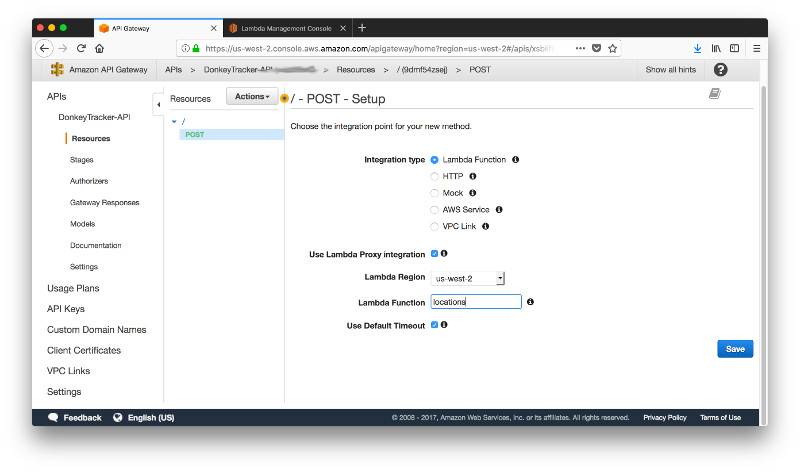 API Gateway
Lambda Management Console
https://us-west-2.console.aws.amazon.com/apigateway/home?region=us-west-2#/apis/xsbl
Amazon API Gateway APIs > DonkeyTracker-API > Resources > / (9dmf54zsej) > POST Show all hints
APIs
DonkeyTracker-API
Resources
Stages
Authorizers
Gateway Responses
Models
Documentation
Settings
Usage Plans
API Keys
Custom Domain Names
Client Certificates
VPC Links
Settings
Resources Actions
/
POST
/ - POST - Setup
Choose the integration point for your new method.
Integration type Lambda Function
HTTP
Mock
AWS Service
VPC Link
Use Lambda Proxy integration
Lambda Region us-west-2
Lambda Function locations
Use Default Timeout
Save
Feedback English (US) © 2008 - 2017, Amazon Web Services, Inc. or its affiliates. All rights reserved. Privacy Policy Terms of Use